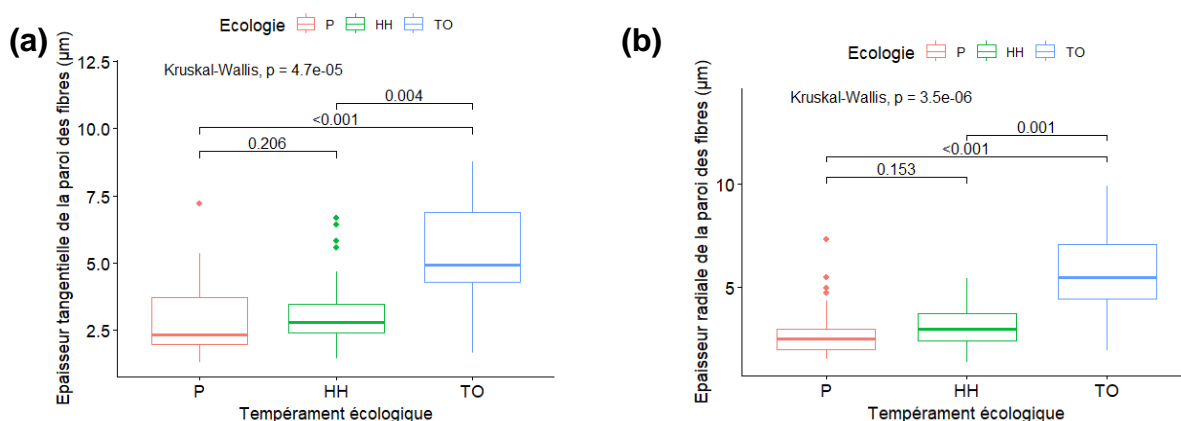 (a)
Ecologie P HH TO
Epaisseur tangentielle de la paroi des fibres (µm)
12.5
10.0
7.5
5.0
2.5
Kruskal-Wallis, p = 4.7e-05
0.004
<0.001
0.206
P HH TO
Tempérament écologique
(b)
Ecologie P HH TO
Epaisseur radiale de la paroi des fibres (µm)
10
5
Kruskal-Wallis, p = 3.5e-06
0.001
<0.001
0.153
P HH TO
Tempérament écologique